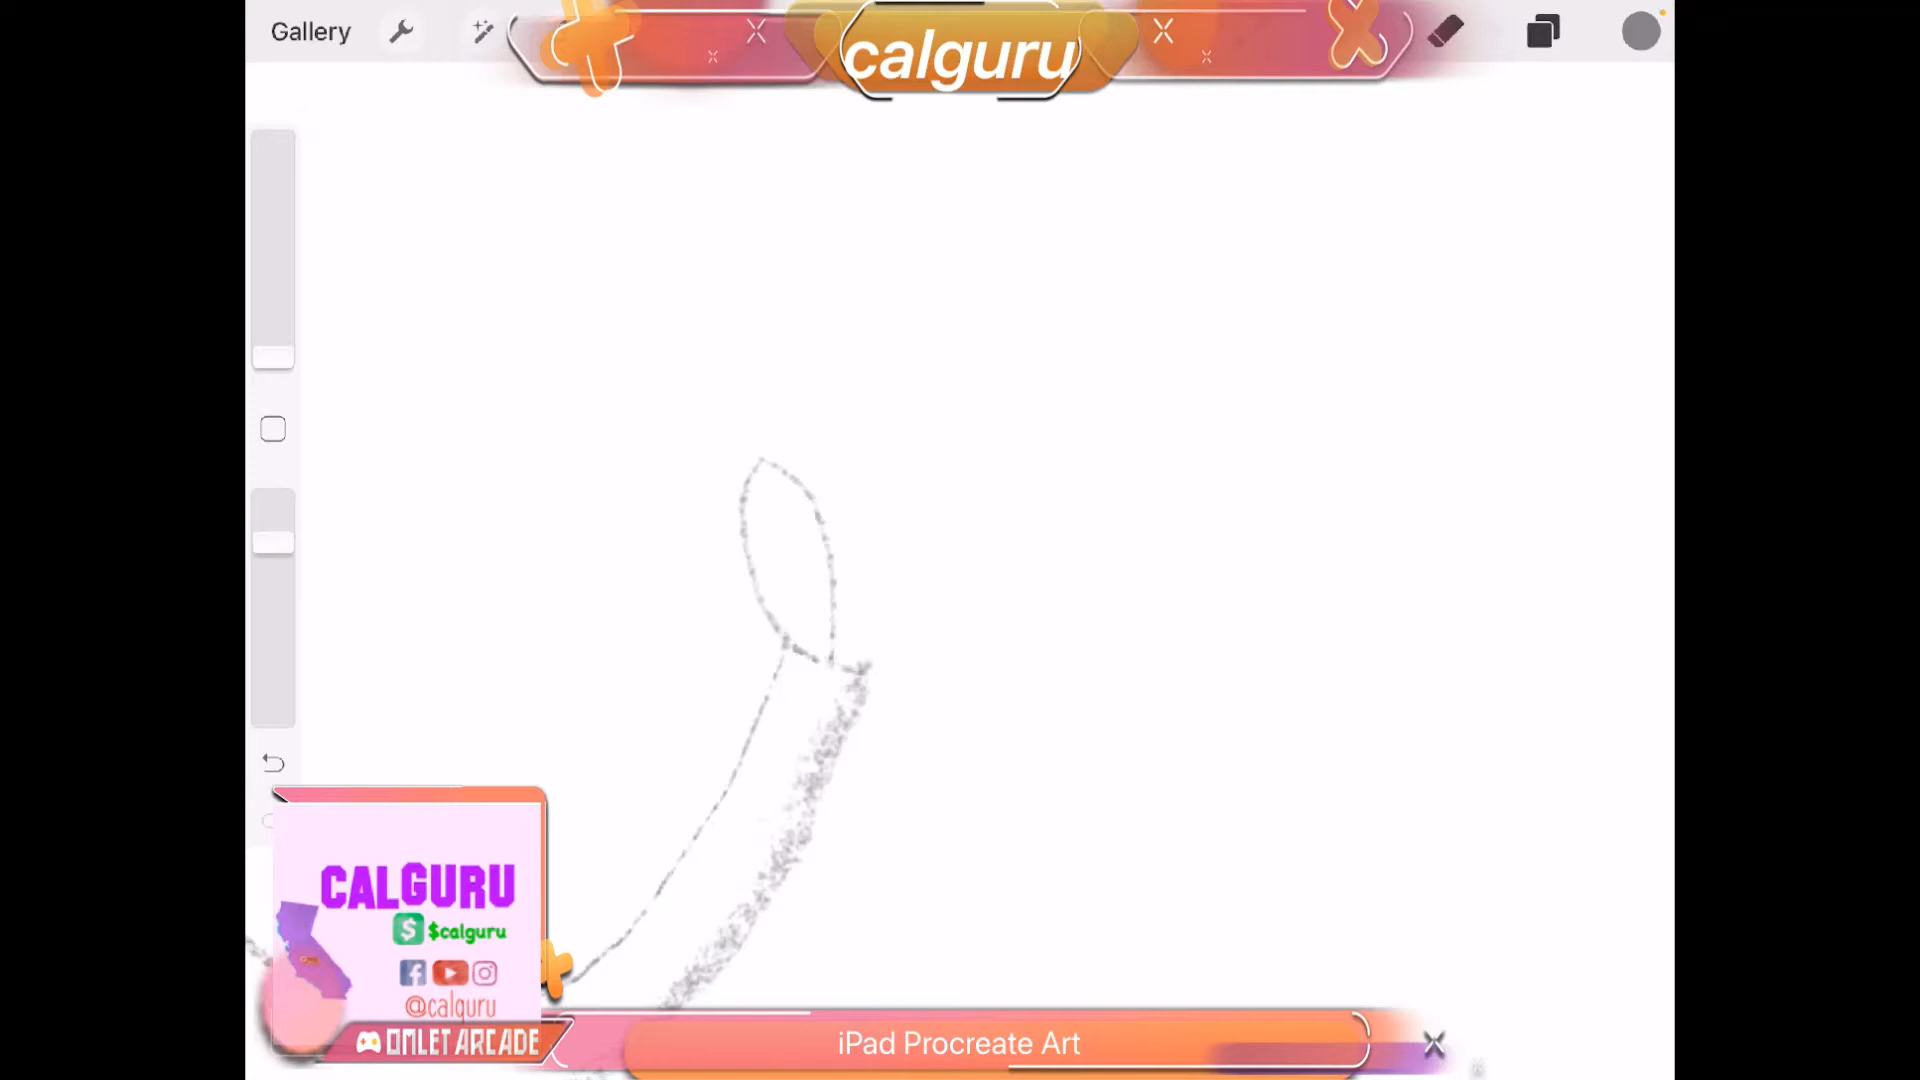 Gallery
calguru
CALGURU
$ $calguru
@calguru
OMLET ARCADE
iPad Procreate Art